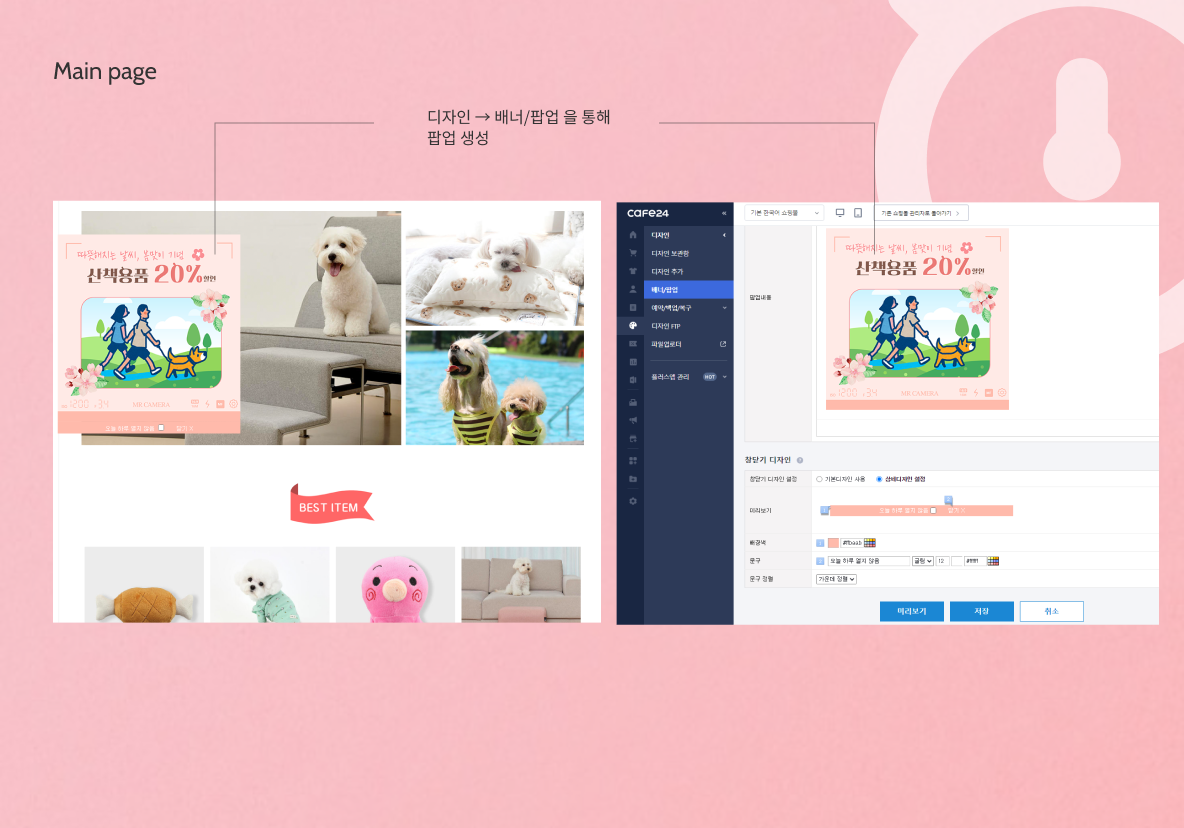 Main page
디자인 → 배너/팝업 을 통해
팝업 생성
따뜻해지는 날씨, 봄맞이 기념
산책용품 20%할인
1200 34 MR CAMERA
오늘 하루 열지 않음 닫기 X
BEST ITEM
cafe24 «
디자인
디자인 보관함
디자인 추가
배너/팝업
예약/백업/복구
디자인 FTP
파일업로더
플러스앱 관리 HOT
기본 한국어 쇼핑몰
기존 쇼핑몰 관리자로 돌아가기 >
팝업내용
따뜻해지는 날씨, 봄맞이 기념
산책용품 20%할인
1200 34 MR CAMERA
창닫기 디자인
창닫기 디자인 설정 기본디자인 사용 상세디자인 설정
미리보기 오늘 하루 열지 않음 닫기 X
배경색 #fbaaab
문구 오늘 하루 열지 않음 굴림 12 #ffffff
문구 정렬 가운데 정렬
미리보기 저장 취소